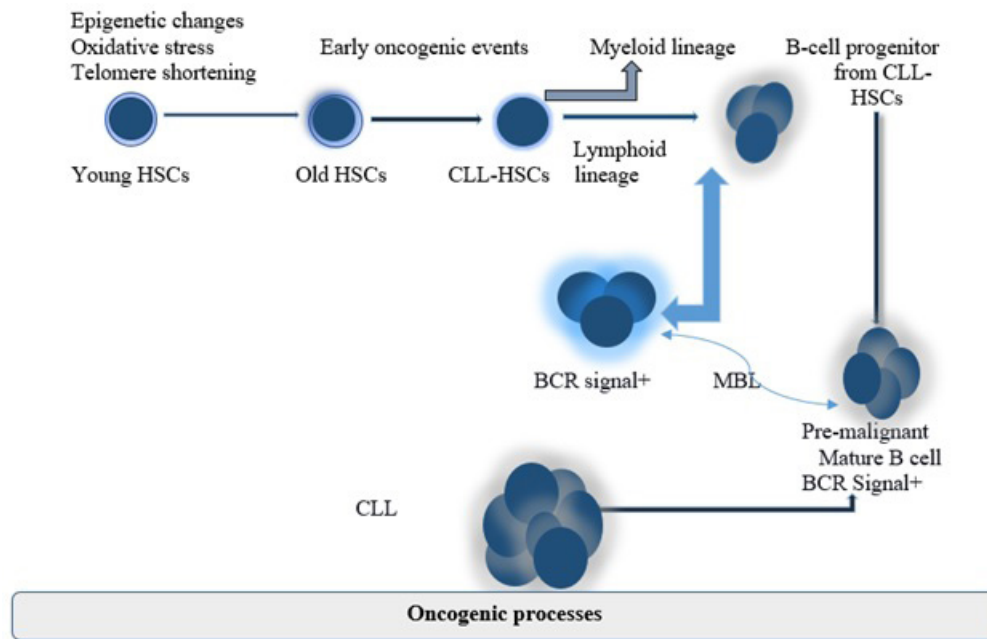 Epigenetic changes
Oxidative stress
Telomere shortening
Early oncogenic events
Myeloid lineage
B-cell progenitor
from CLL-
HSCs
Young HSCs
Old HSCs
CLL-HSCs
Lymphoid
lineage
BCR signal+
MBL
Pre-malignant
Mature B cell
BCR Signal+
CLL
Oncogenic processes